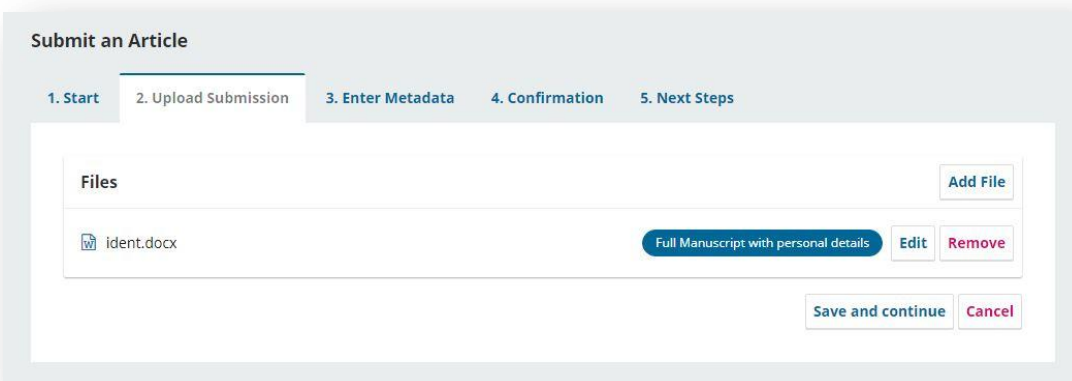 Submit an Article
1. Start 2. Upload Submission 3. Enter Metadata 4. Confirmation 5. Next Steps
Files Add File
ident.docx Full Manuscript with personal details Edit Remove
Save and continue Cancel